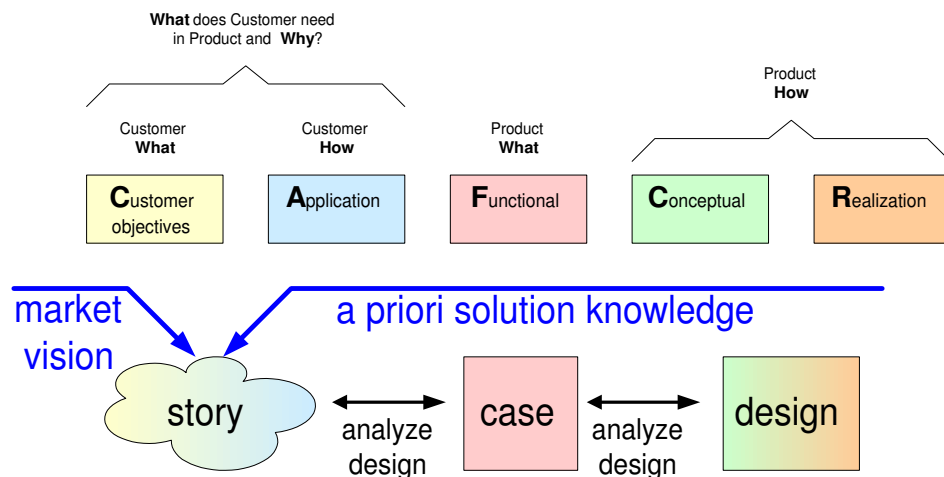 What does Customer need
in Product and Why?
Product
How
Customer
What
Customer
How
Product
What
Customer
objectives
Application
Functional
Conceptual
Realization
market
vision
a priori solution knowledge
story
analyze
design
case
analyze
design
design